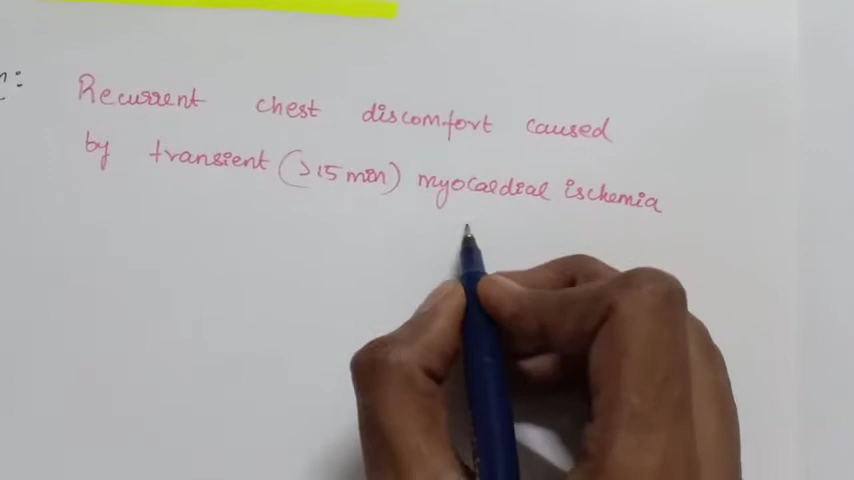 Recurrent chest discomfort caused
by transient (>15 min) myocardial ischemia